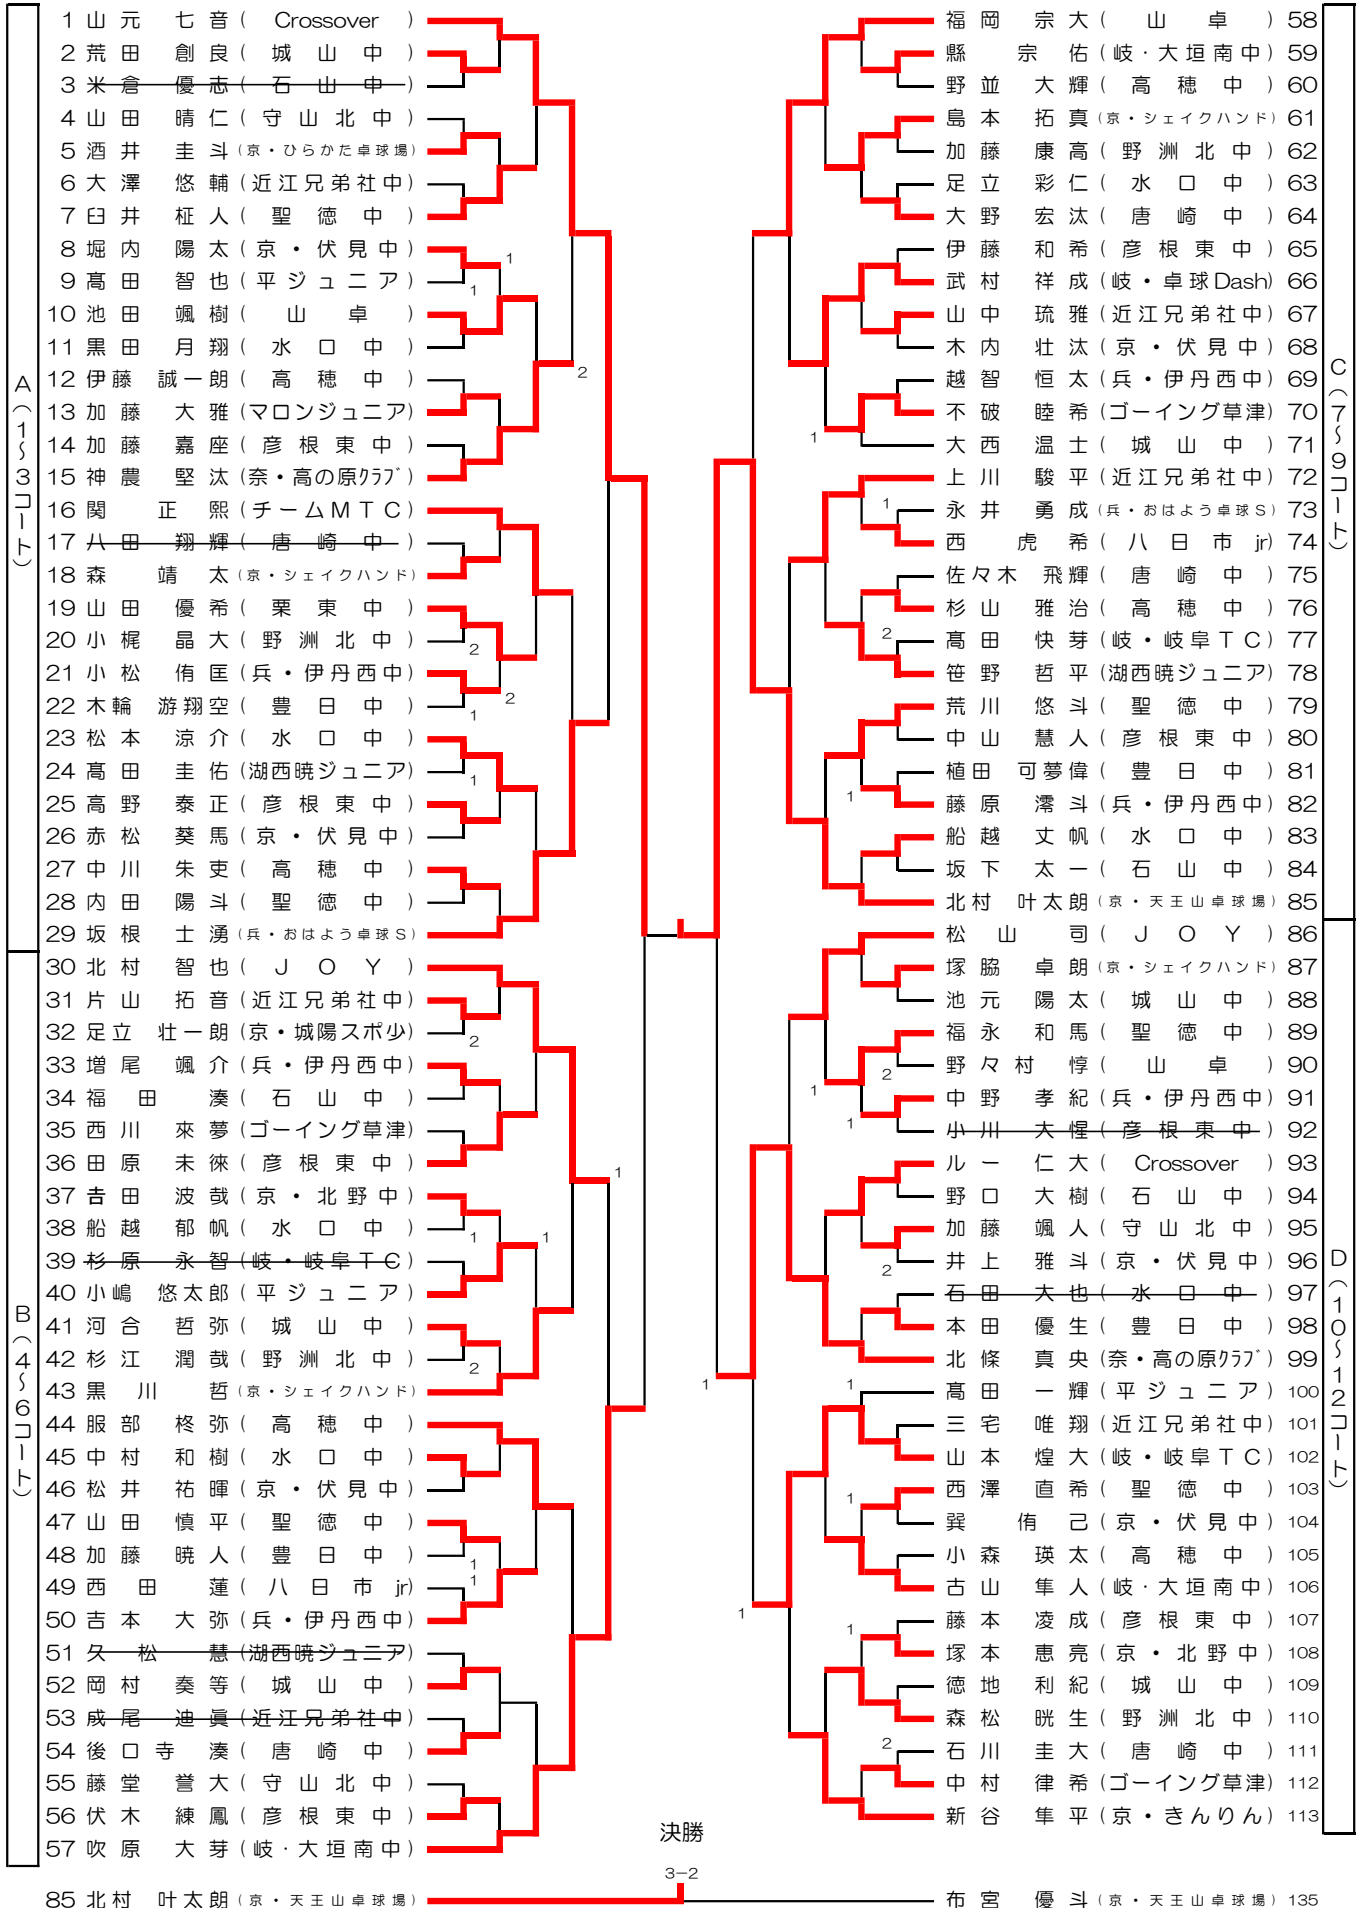 1 山元 七音 ( Crossover )
2 荒田 創良 ( 城山中 )
3 米倉 優志 ( 石山中 )
4 山田 晴仁 ( 守山北中 )
5 酒井 圭斗 (京・ひらかた卓球場)
6 大澤 悠輔 (近江兄弟社中)
7 臼井 柾人 ( 聖徳中 )
8 堀内 陽太 (京・伏見中)
9 髙田 智也 (平ジュニア)
10 池田 颯樹 ( 山卓 )
11 黒田 月翔 ( 水口中 )
12 伊藤 誠一朗 ( 高穂中 )
13 加藤 大雅 (マロンジュニア)
14 加藤 嘉座 (彦根東中)
15 神農 堅汰 (奈・高の原クラブ)
16 関 正熙 (チームMTC)
17 八田 翔輝 ( 唐崎中 )
18 森 靖太 (京・シェイクハンド)
19 山田 優希 ( 栗東中 )
20 小梶 晶大 ( 野洲北中 )
21 小松 侑匡 (兵・伊丹西中)
22 木輪 游翔空 ( 豊日中 )
23 松本 涼介 ( 水口中 )
24 髙田 圭佑 (湖西暁ジュニア)
25 高野 泰正 (彦根東中)
26 赤松 葵馬 (京・伏見中)
27 中川 朱吏 ( 高穂中 )
28 内田 陽斗 ( 聖徳中 )
29 坂根 士湧 (兵・おはよう卓球S)
30 北村 智也 ( JOY )
31 片山 拓音 (近江兄弟社中)
32 足立 壮一朗 (京・城陽スポ少)
33 増尾 颯介 (兵・伊丹西中)
34 福田 湊 ( 石山中 )
35 西川 來夢 (ゴーイング草津)
36 田原 未徠 (彦根東中)
37 𠮷田 波哉 (京・北野中)
38 船越 郁帆 ( 水口中 )
39 杉原 永智 (岐・岐阜TC)
40 小嶋 悠太郎 (平ジュニア)
41 河合 哲弥 ( 城山中 )
42 杉江 潤哉 ( 野洲北中 )
43 黒川 哲 (京・シェイクハンド)
44 服部 柊弥 ( 高穂中 )
45 中村 和樹 ( 水口中 )
46 松井 祐暉 (京・伏見中)
47 山田 慎平 ( 聖徳中 )
48 加藤 暁人 ( 豊日中 )
49 西田 蓮 ( 八日市jr)
50 吉本 大弥 (兵・伊丹西中)
51 久松 慧 (湖西暁ジュニア)
52 岡村 奏等 ( 城山中 )
53 成尾 迪眞 (近江兄弟社中)
54 後口寺 湊 ( 唐崎中 )
55 藤堂 誉大 ( 守山北中 )
56 伏木 練鳳 (彦根東中)
57 吹原 大芽 (岐・大垣南中)
A(1~3コート)
B(4~6コート)
1
1
2
2
1
2
1
2
1
1
1
2
1
1
福岡 宗大 ( 山卓 ) 58
縣 宗佑 (岐・大垣南中) 59
野並 大輝 ( 高穂中 ) 60
島本 拓真 (京・シェイクハンド) 61
加藤 康高 ( 野洲北中 ) 62
足立 彩仁 ( 水口中 ) 63
大野 宏汰 ( 唐崎中 ) 64
伊藤 和希 (彦根東中) 65
武村 祥成 (岐・卓球Dash) 66
山中 琉雅 (近江兄弟社中) 67
木内 壮汰 (京・伏見中) 68
越智 恒太 (兵・伊丹西中) 69
不破 睦希 (ゴーイング草津) 70
大西 温士 ( 城山中 ) 71
上川 駿平 (近江兄弟社中) 72
永井 勇成 (兵・おはよう卓球S) 73
西 虎希 ( 八日市jr) 74
佐々木 飛輝 ( 唐崎中 ) 75
杉山 雅治 ( 高穂中 ) 76
髙田 快芽 (岐・岐阜TC) 77
笹野 哲平 (湖西暁ジュニア) 78
荒川 悠斗 ( 聖徳中 ) 79
中山 慧人 (彦根東中) 80
植田 可夢偉 ( 豊日中 ) 81
藤原 澪斗 (兵・伊丹西中) 82
船越 丈帆 ( 水口中 ) 83
坂下 太一 ( 石山中 ) 84
北村 叶太朗 (京・天王山卓球場) 85
松山 司 ( JOY ) 86
塚脇 卓朗 (京・シェイクハンド) 87
池元 陽太 ( 城山中 ) 88
福永 和馬 ( 聖徳中 ) 89
野々村 惇 ( 山卓 ) 90
中野 孝紀 (兵・伊丹西中) 91
小川 大惺 (彦根東中) 92
ルー 仁大 ( Crossover ) 93
野口 大樹 ( 石山中 ) 94
加藤 颯人 ( 守山北中 ) 95
井上 雅斗 (京・伏見中) 96
石田 大也 ( 水口中 ) 97
本田 優生 ( 豊日中 ) 98
北條 真央 (奈・高の原クラブ) 99
髙田 一輝 (平ジュニア) 100
三宅 唯翔 (近江兄弟社中) 101
山本 煌大 (岐・岐阜TC) 102
西澤 直希 ( 聖徳中 ) 103
巽 侑己 (京・伏見中) 104
小森 瑛太 ( 高穂中 ) 105
古山 隼人 (岐・大垣南中) 106
藤本 凌成 (彦根東中) 107
塚本 恵亮 (京・北野中) 108
徳地 利紀 ( 城山中 ) 109
森松 晄生 ( 野洲北中 ) 110
石川 圭大 ( 唐崎中 ) 111
中村 律希 (ゴーイング草津) 112
新谷 隼平 (京・きんりん) 113
C(7~9コート)
D(10~12コート)
1
1
2
1
2
1
1
2
1
1
1
1
1
2
決勝
3-2
85 北村 叶太朗 (京・天王山卓球場)
布宮 優斗 (京・天王山卓球場) 135